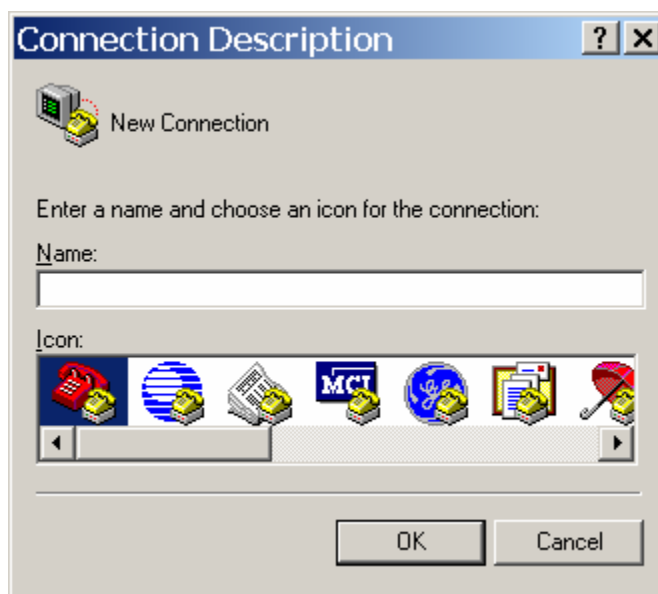 Connection Description
New Connection
Enter a name and choose an icon for the connection:
Name:
Icon:
MCI
OK
Cancel